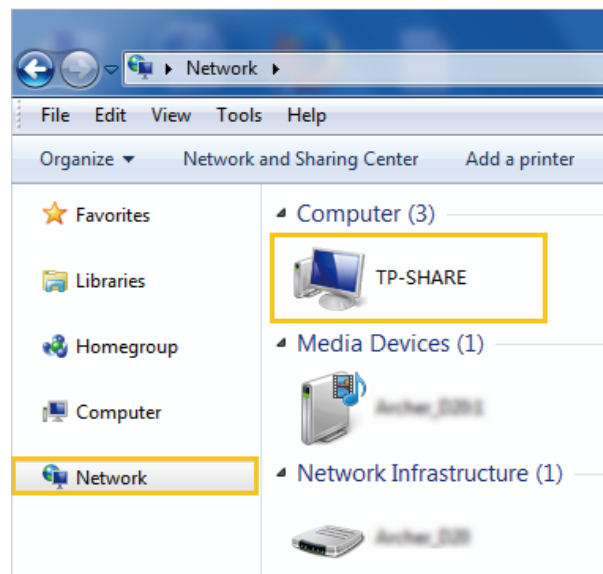 Network
File Edit View Tools Help
Organize Network and Sharing Center Add a printer
Favorites
Libraries
Homegroup
Computer
Network
Computer (3)
TP-SHARE
Media Devices (1)
Network Infrastructure (1)